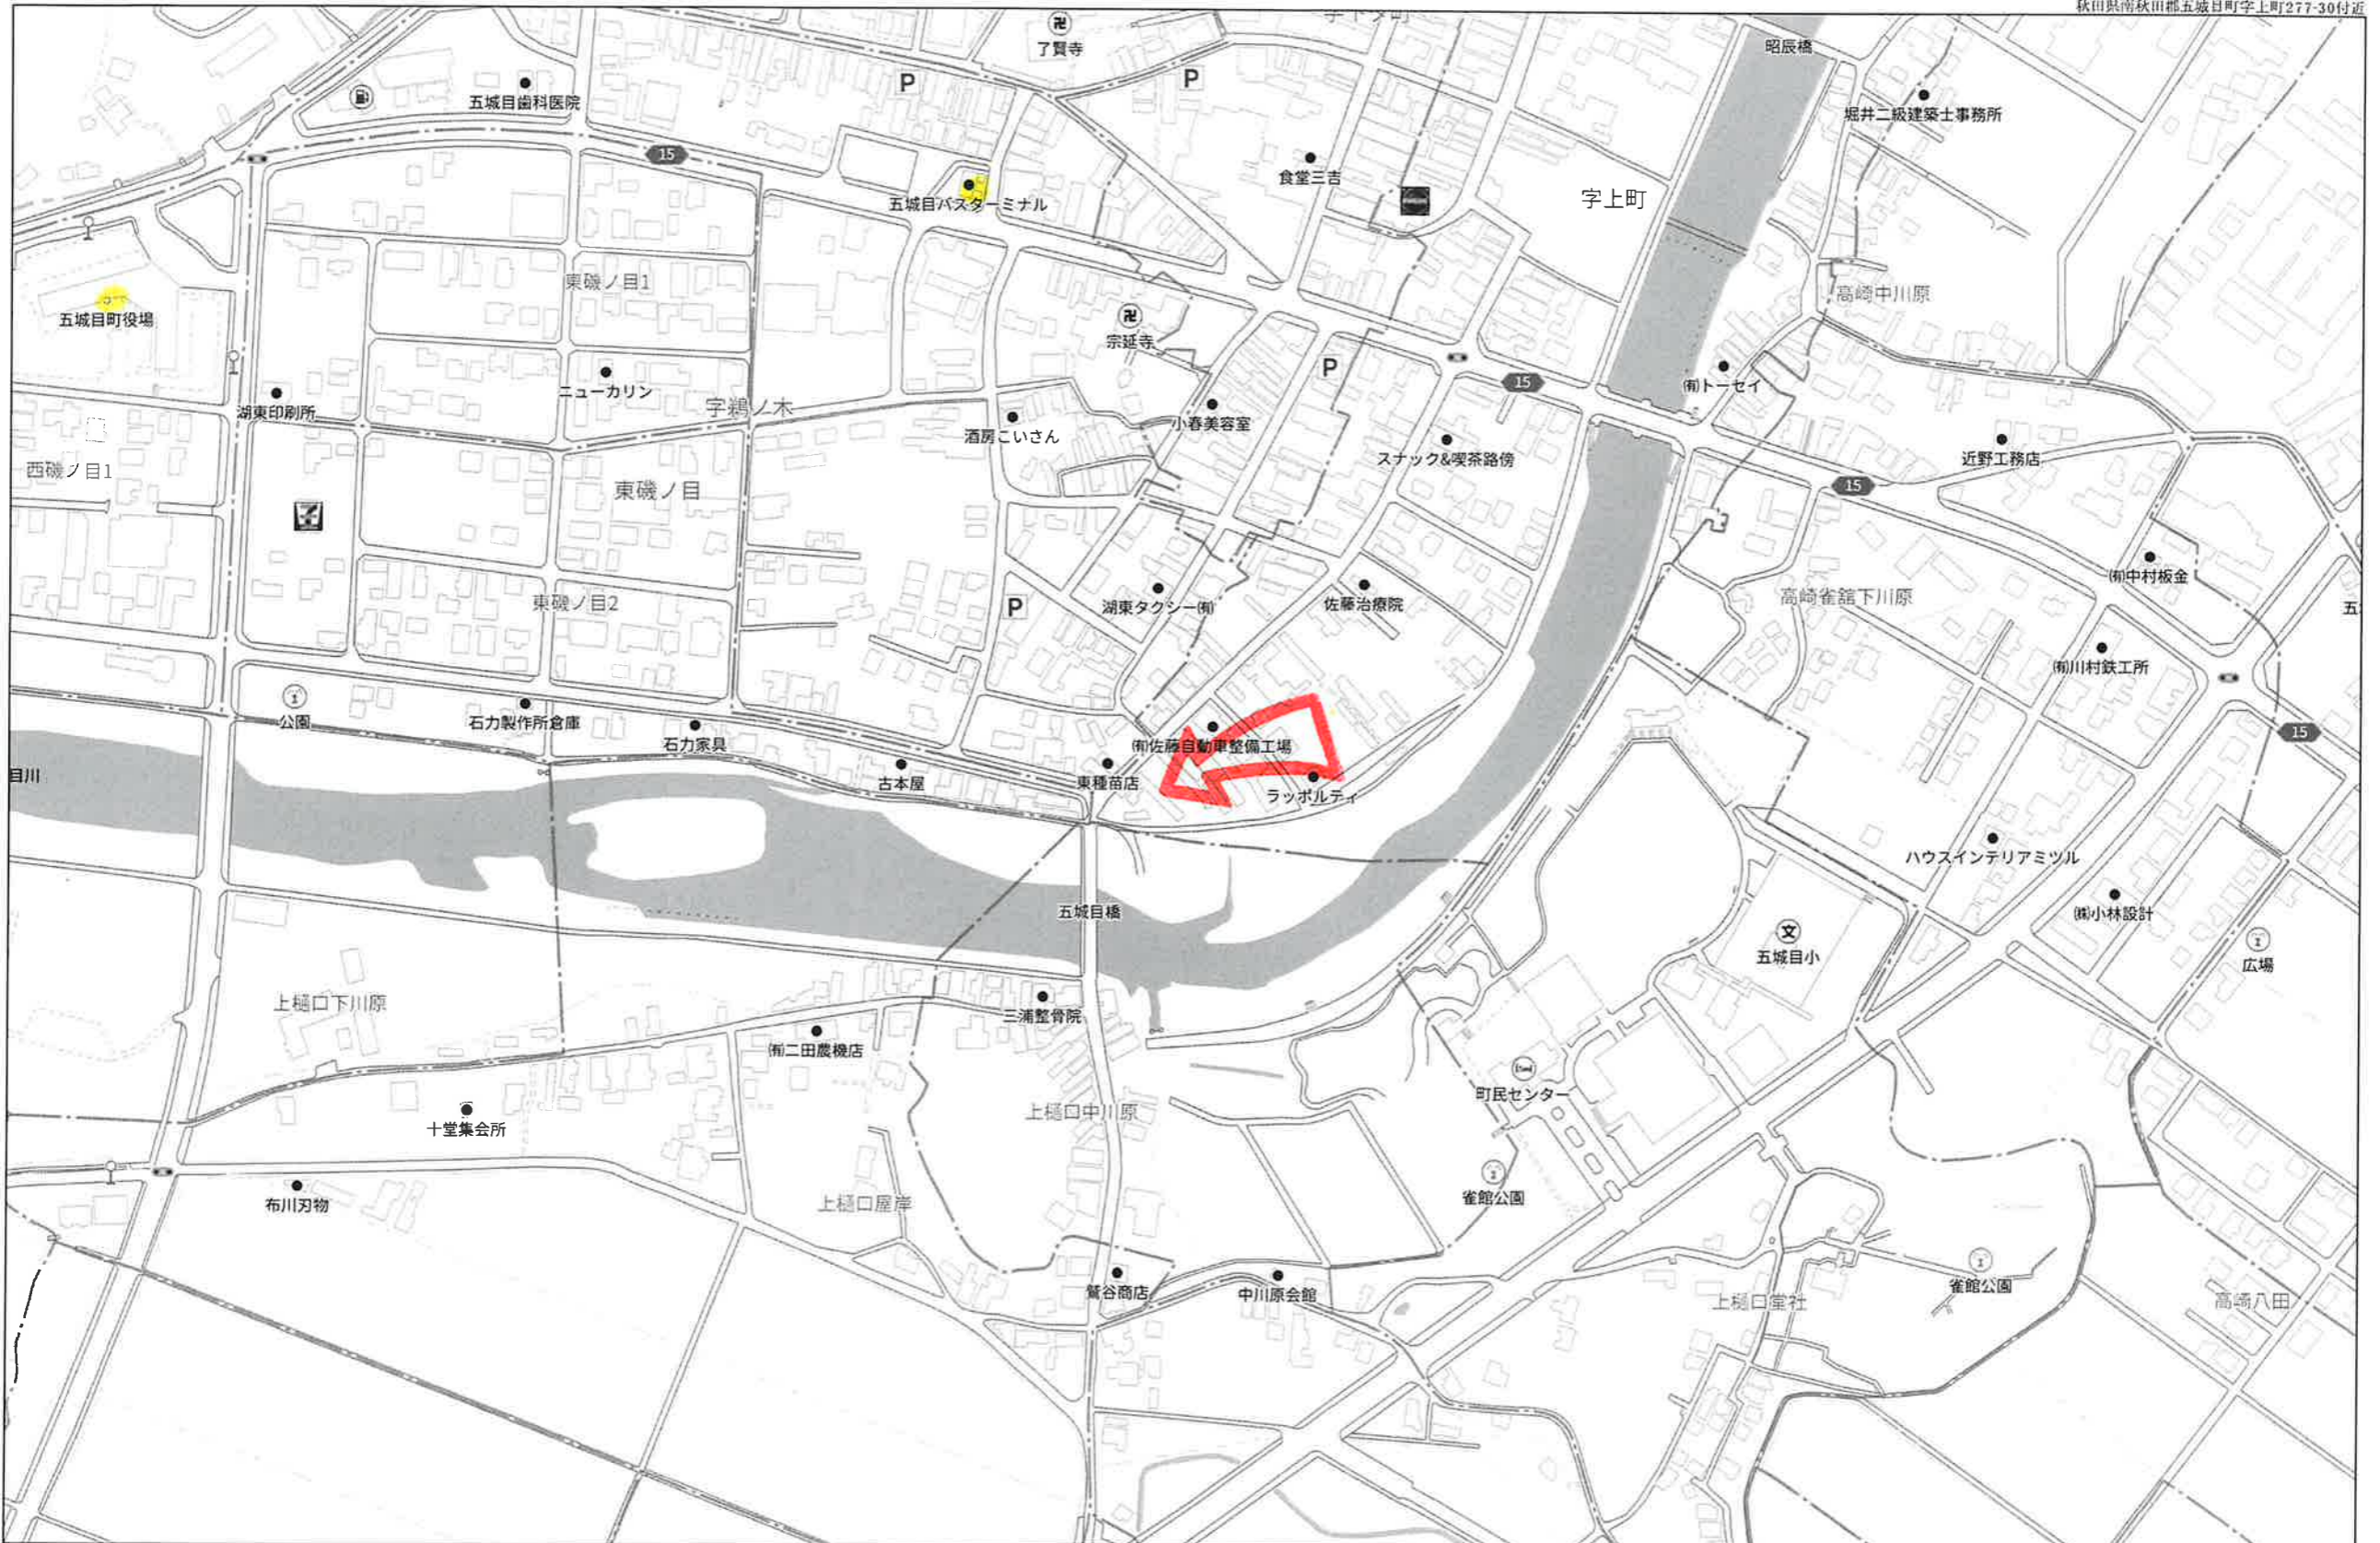 秋田県南秋田郡五城目町字上町277-30付近
昭辰橋
了賢寺
P
P
五城目歯科医院
堀井二級建築士事務所
15
食堂三吉
字上町
五城目バスターミナル
東磯ノ目1
高崎中川原
五城目町役場
宗延寺
P
15
(有)トーセイ
湖東印刷所
ニューカリン
字鵜ノ木
酒房こいさん
小春美容室
スナック&喫茶路傍
近野工務店
西磯ノ目1
東磯ノ目
15
(有)中村板金
東磯ノ目2
P
湖東タクシー(有)
佐藤治療院
高崎雀舘下川原
五
(有)川村鉄工所
公園
石力製作所倉庫
石力家具
(有)佐藤自動車整備工場
15
目川
古本屋
東種苗店
ラッポルティ
ハウスインテリアミツル
五城目橋
(株)小林設計
文
五城目小
広場
上樋口下川原
三浦整骨院
(有)二田農機店
町民センター
上樋口中川原
十堂集会所
雀館公園
布川刃物
上樋口屋岸
鷲谷商店
中川原会館
上樋口堂社
雀館公園
高崎八田